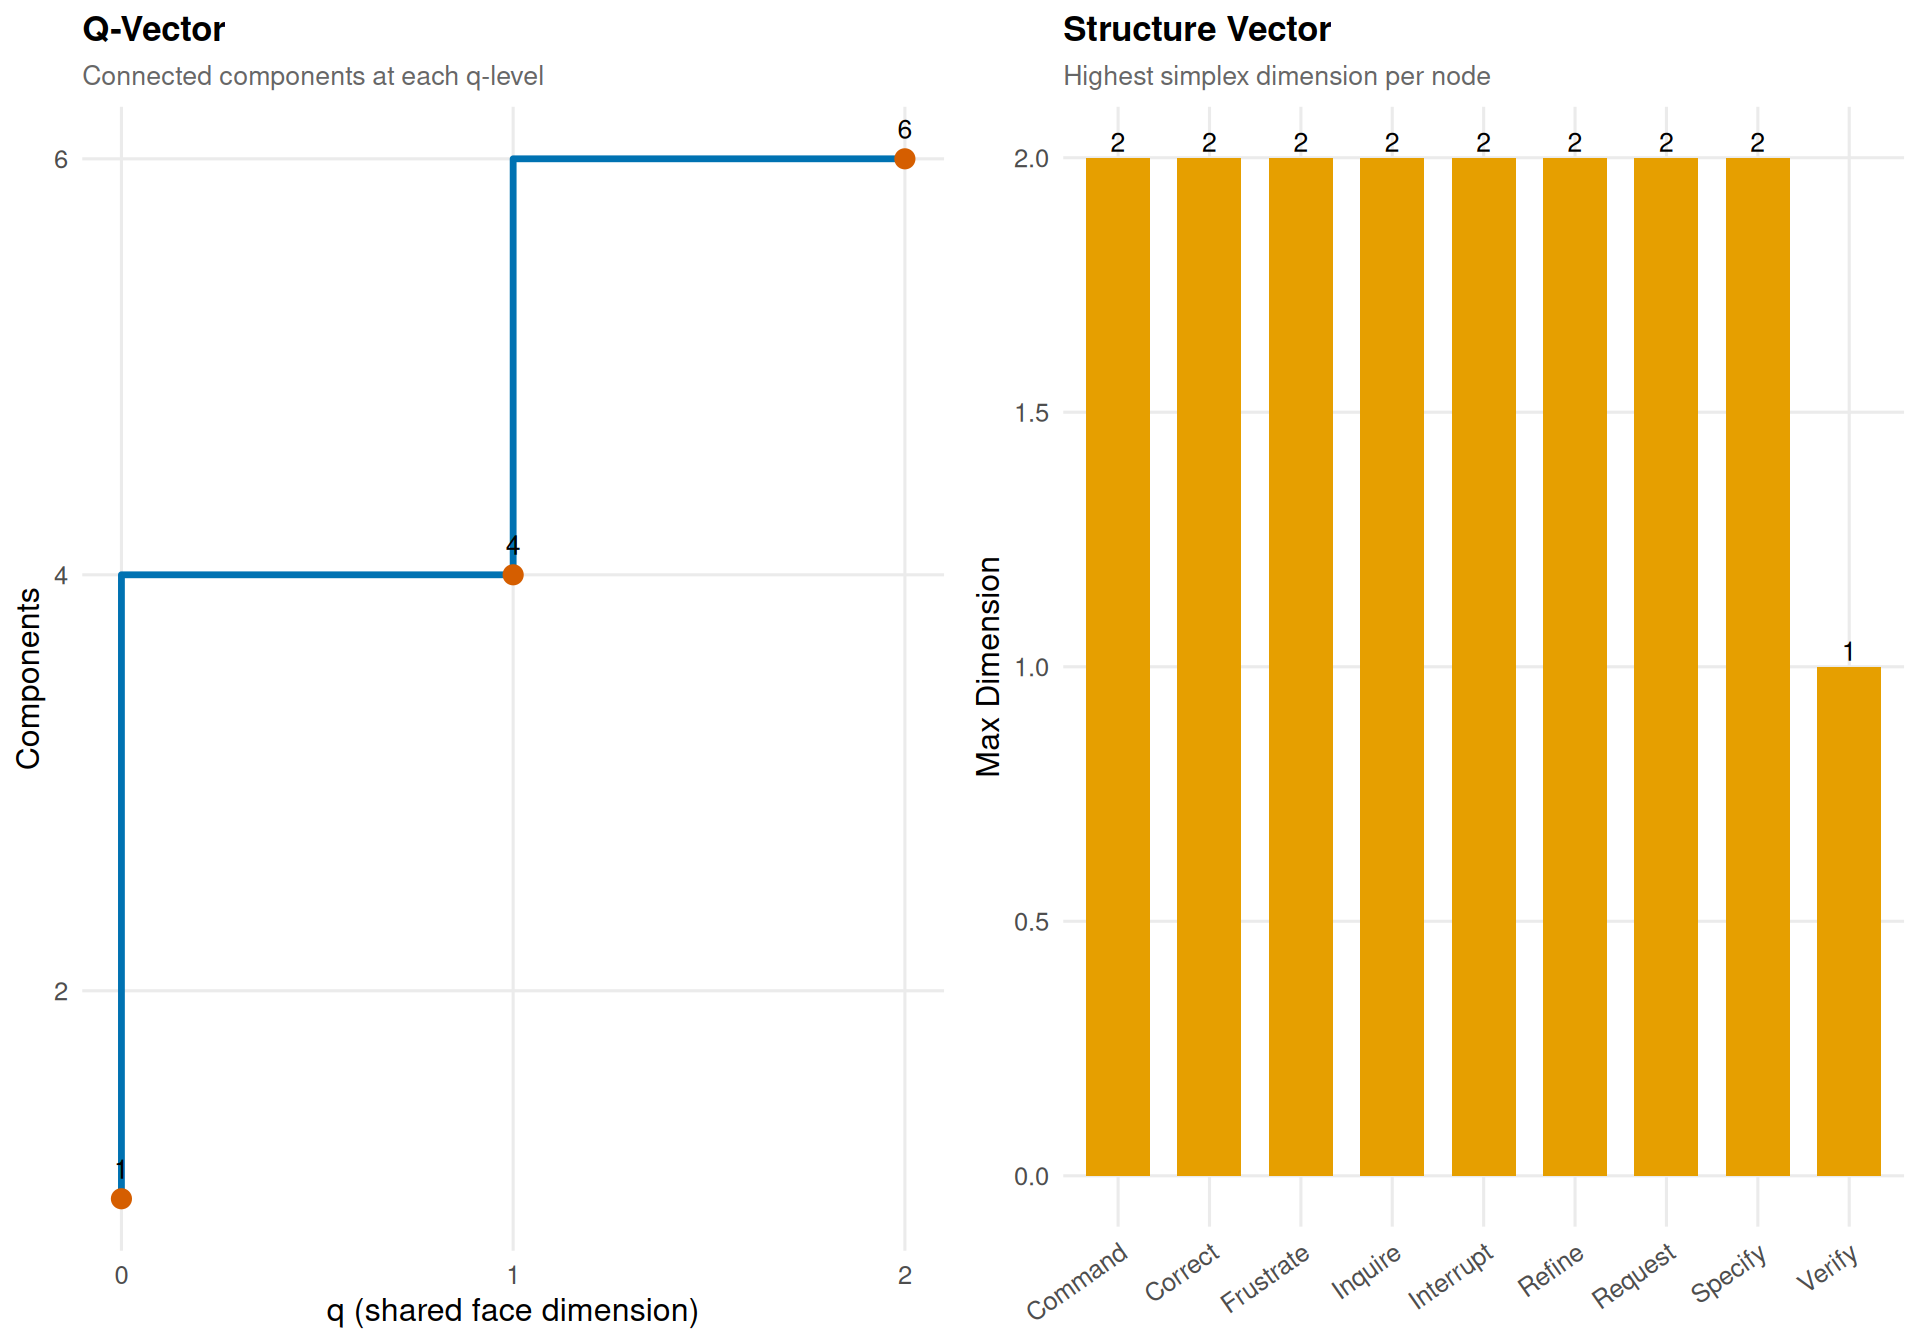 Q-Vector
Connected components at each q-level
6
4
2
Components
1
4
6
0
1
2
q (shared face dimension)
Structure Vector
Highest simplex dimension per node
2.0
1.5
1.0
0.5
0.0
Max Dimension
2
2
2
2
2
2
2
2
1
Command
Correct
Frustrate
Inquire
Interrupt
Refine
Request
Specify
Verify